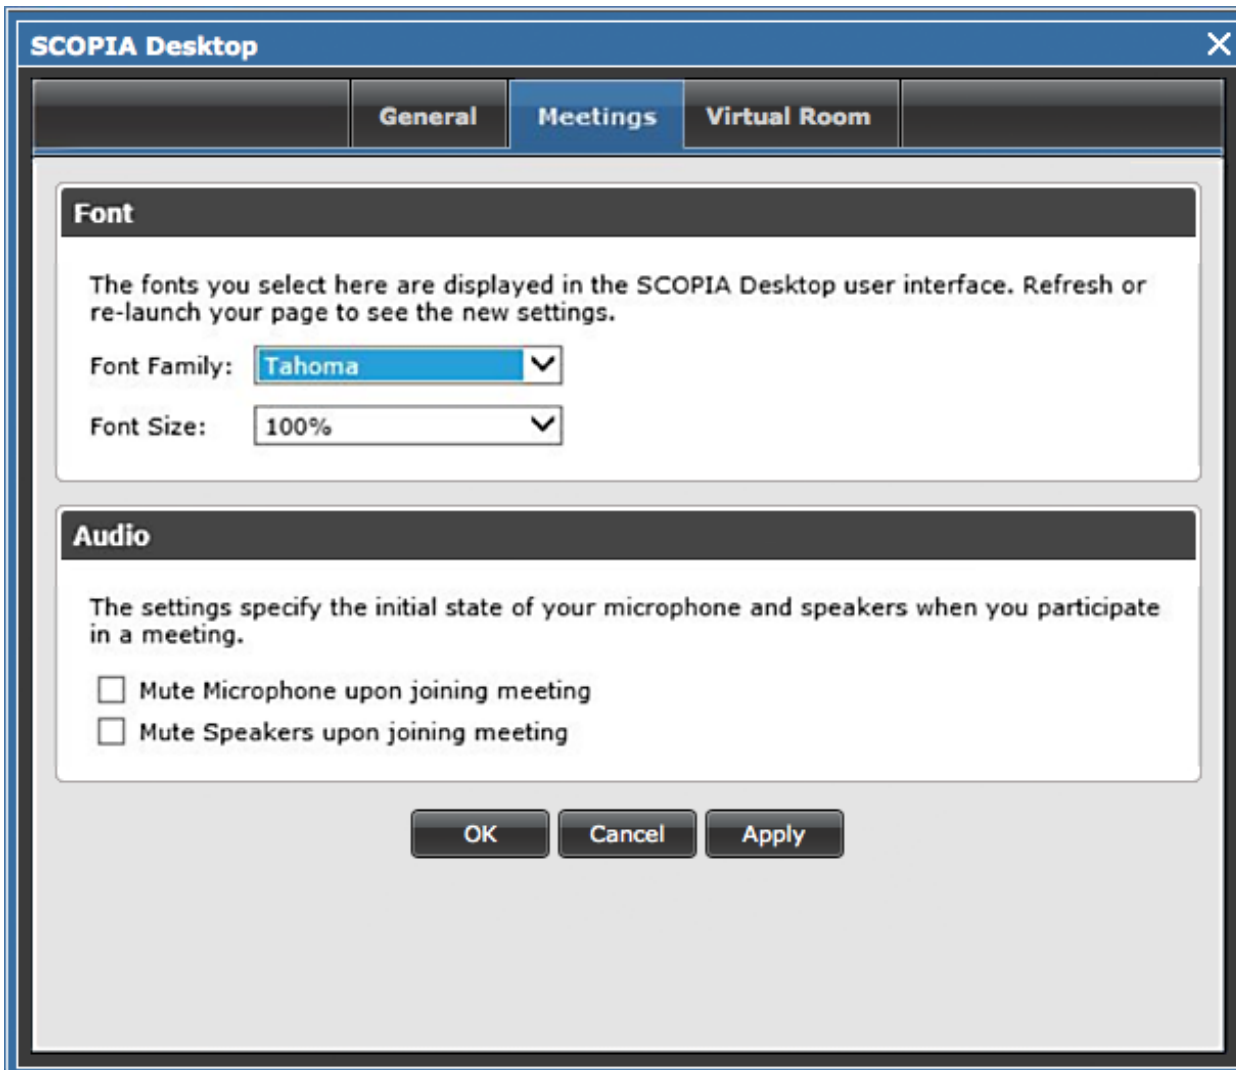 SCOPIA Desktop
General
Meetings
Virtual Room
Font
The fonts you select here are displayed in the SCOPIA Desktop user interface. Refresh or
re-launch your page to see the new settings.
Font Family: Tahoma
Font Size: 100%
Audio
The settings specify the initial state of your microphone and speakers when you participate
in a meeting.
Mute Microphone upon joining meeting
Mute Speakers upon joining meeting
OK
Cancel
Apply